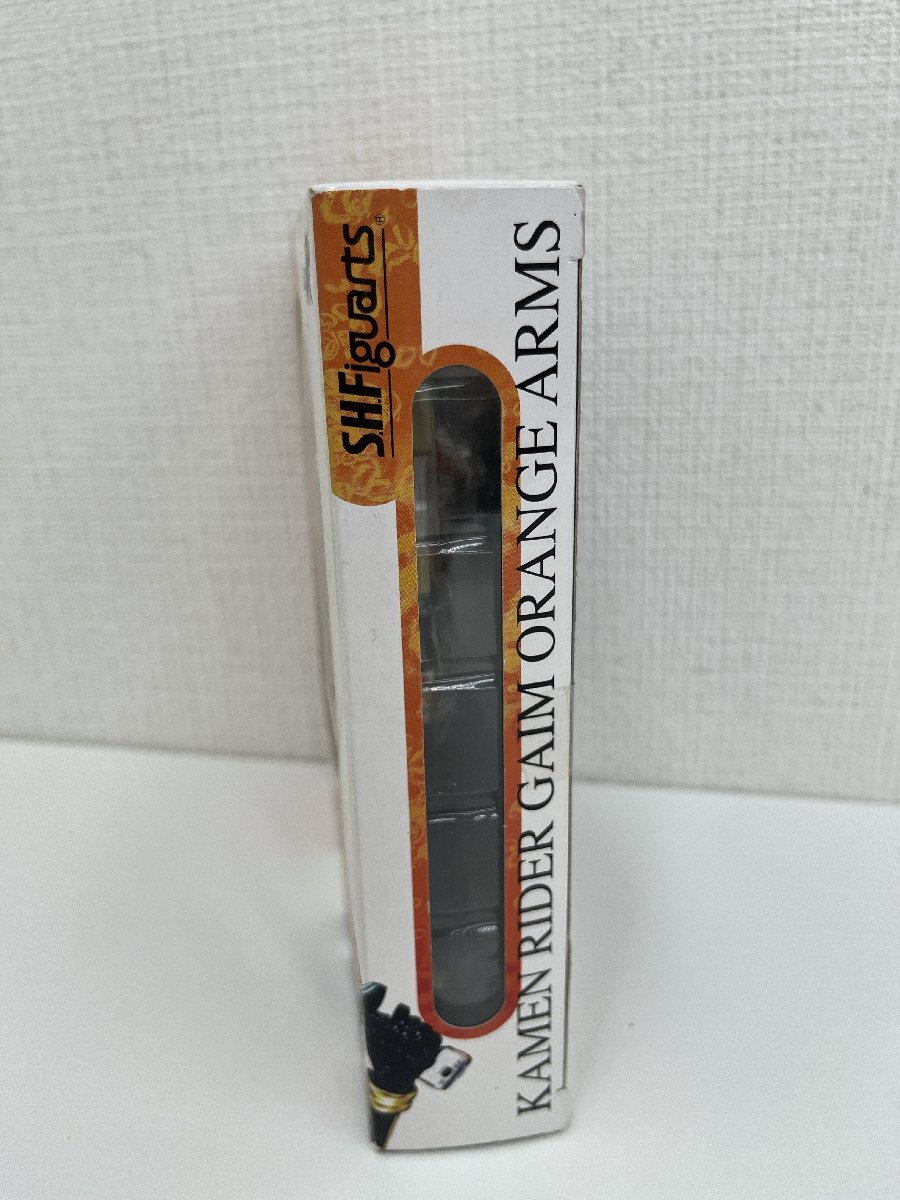 S.H.Figuarts®
KAMEN RIDER GAIM ORANGE ARMS